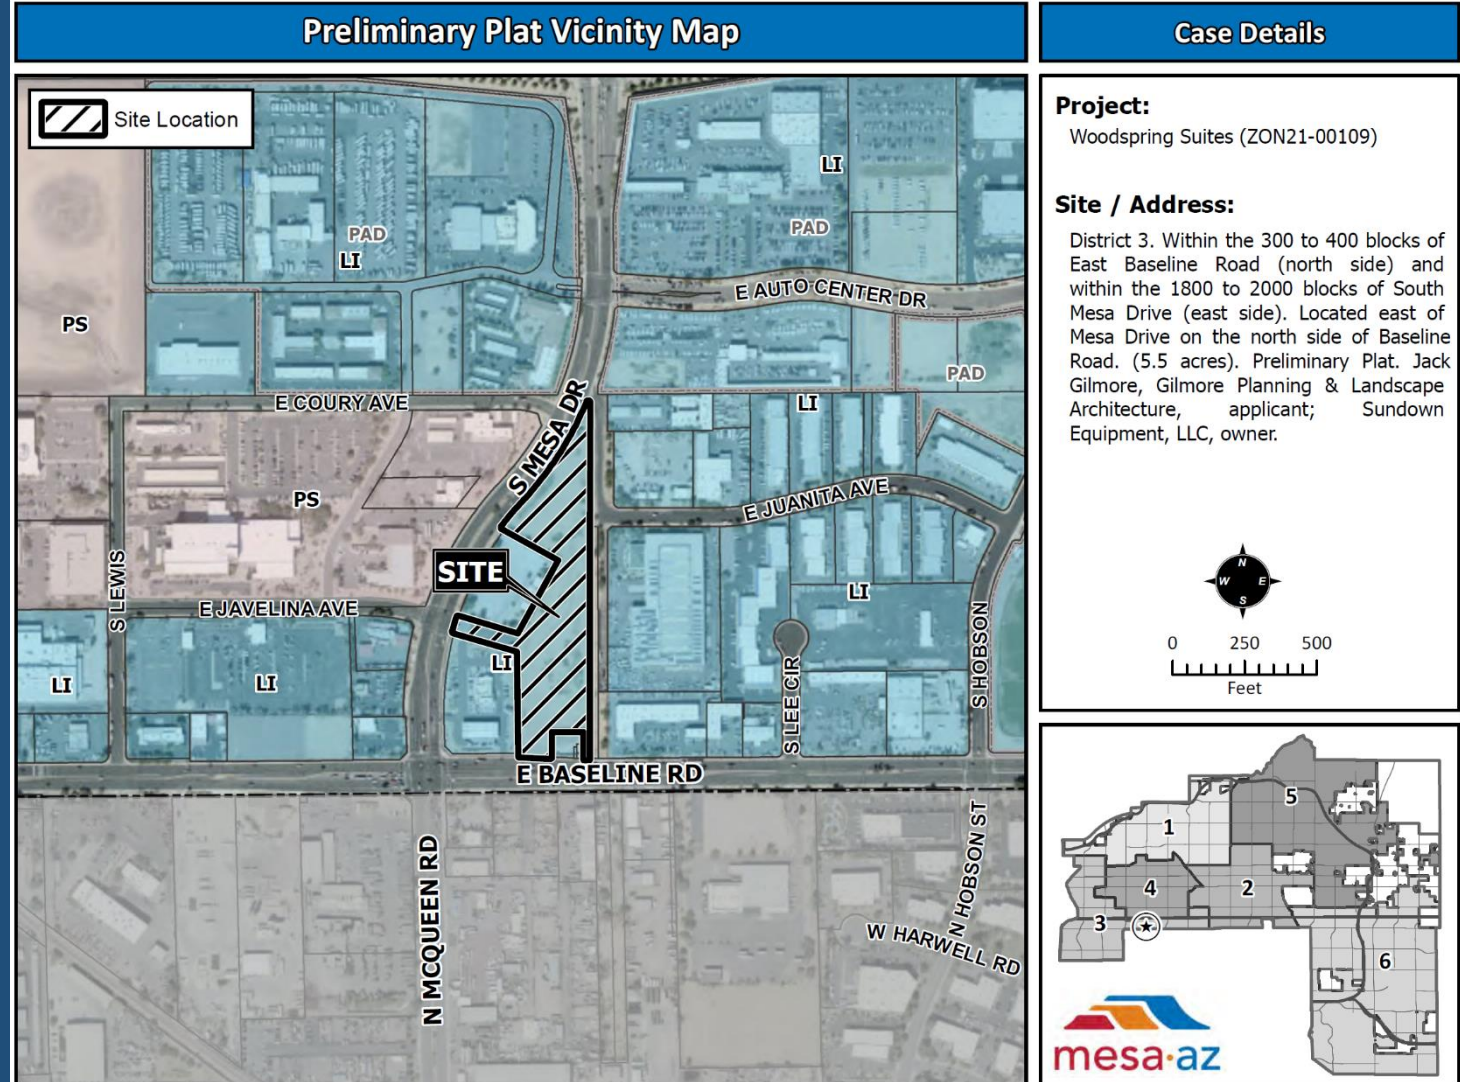 Preliminary Plat Vicinity Map
Case Details
Site Location
LI
PAD
PAD
LI
E AUTO CENTER DR
PS
PAD
E COURY AVE
LI
S MESA DR
PS
E JUANITA AVE
SITE
S LEWIS
E JAVELINA AVE
LI
S HOBSON
LI
LI
LI
S LEE CIR
E BASELINE RD
N MCQUEEN RD
N HOBSON ST
W HARWELL RD
Project:
Woodspring Suites (ZON21-00109)
Site / Address:
District 3. Within the 300 to 400 blocks of
East Baseline Road (north side) and
within the 1800 to 2000 blocks of South
Mesa Drive (east side). Located east of
Mesa Drive on the north side of Baseline
Road. (5.5 acres). Preliminary Plat. Jack
Gilmore, Gilmore Planning & Landscape
Architecture, applicant; Sundown
Equipment, LLC, owner.
N
W E
S
0 250 500
Feet
5
1
4
2
3
6
mesa·az